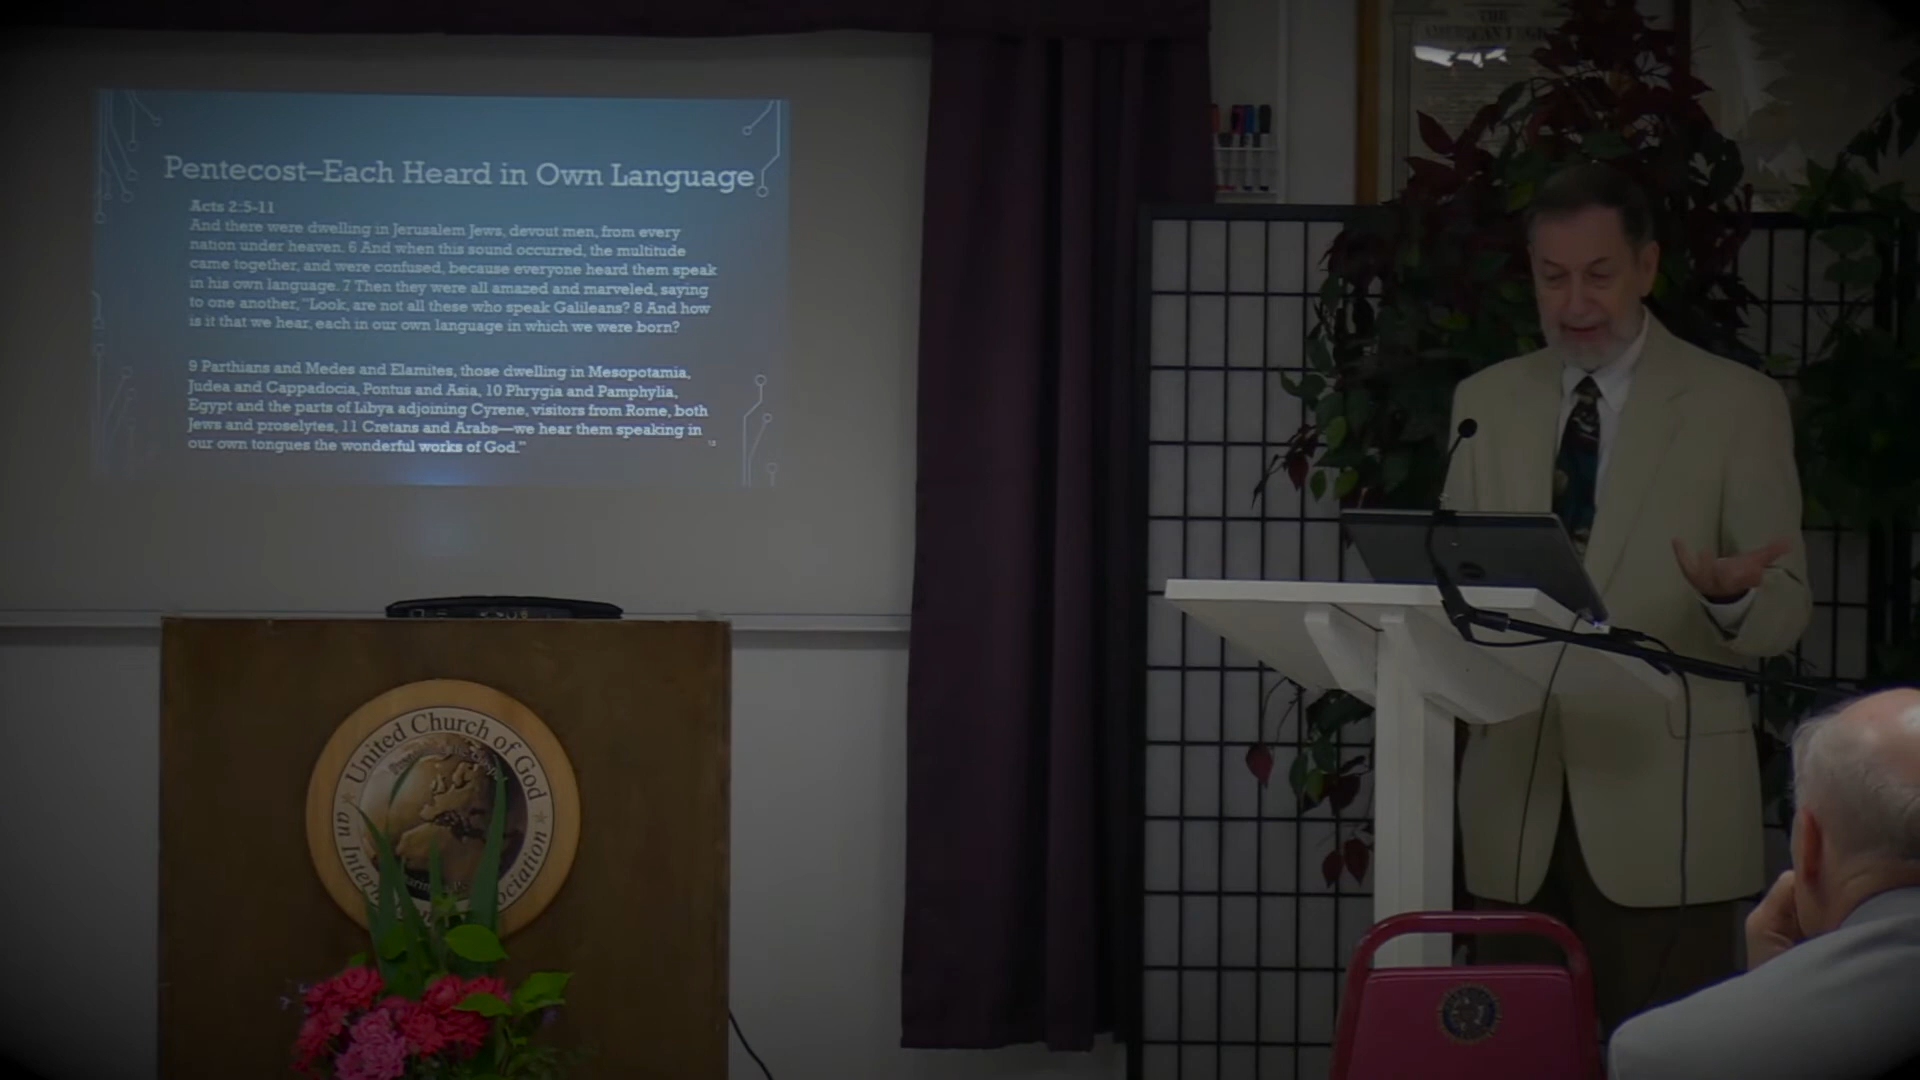 Pentecost–Each Heard in Own Language
Acts 2:5-11
And there were dwelling in Jerusalem Jews, devout men, from every
nation under heaven. 6 And when this sound occurred, the multitude
came together, and were confused, because everyone heard them speak
in his own language. 7 Then they were all amazed and marveled, saying
to one another, "Look, are not all these who speak Galileans? 8 And how
is it that we hear, each in our own language in which we were born?
9 Parthians and Medes and Elamites, those dwelling in Mesopotamia,
Judea and Cappadocia, Pontus and Asia, 10 Phrygia and Pamphylia,
Egypt and the parts of Libya adjoining Cyrene, visitors from Rome, both
Jews and proselytes, 11 Cretans and Arabs—we hear them speaking in
our own tongues the wonderful works of God."
THE
AMERICAN LEGI
United Church of God
an Inter
ociation